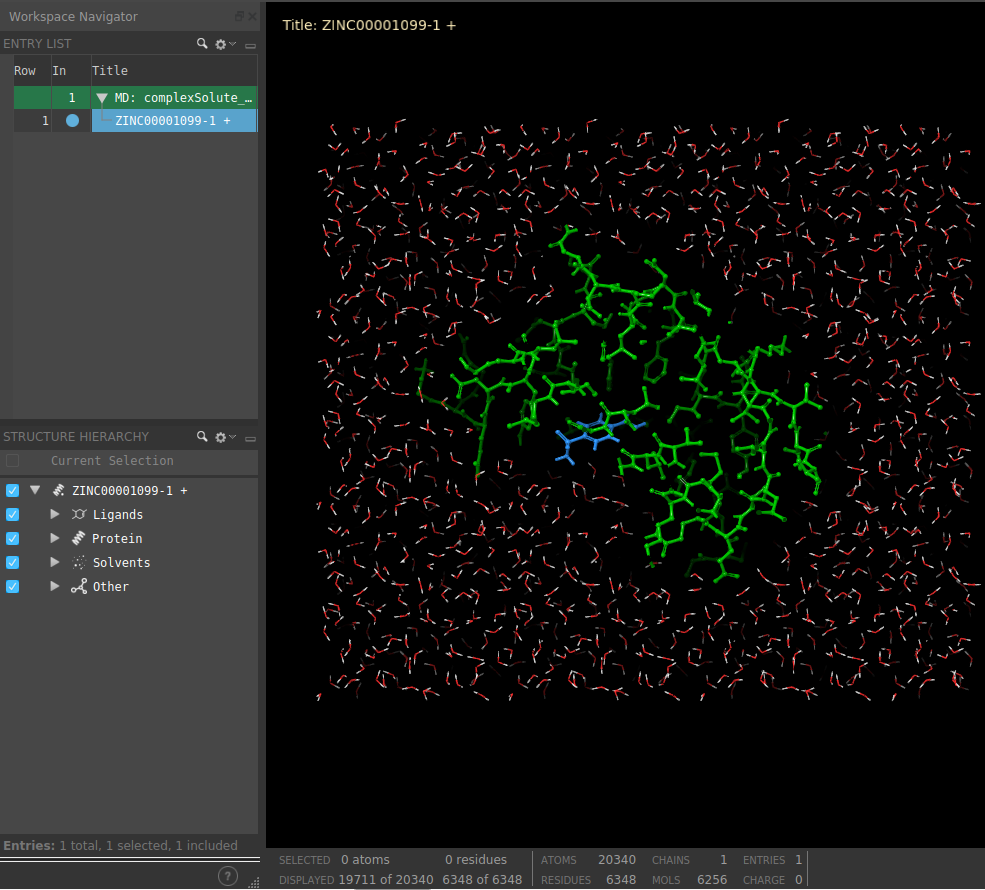 Workspace Navigator
ENTRY LIST
Row In Title
1 MD: complexSolute_…
1 ZINC00001099-1 +
STRUCTURE HIERARCHY
Current Selection
ZINC00001099-1 +
Ligands
Protein
Solvents
Other
Entries: 1 total, 1 selected, 1 included
?
Title: ZINC00001099-1 +
SELECTED 0 atoms 0 residues ATOMS 20340 CHAINS 1 ENTRIES 1
DISPLAYED 19711 of 20340 6348 of 6348 RESIDUES 6348 MOLS 6256 CHARGE 0